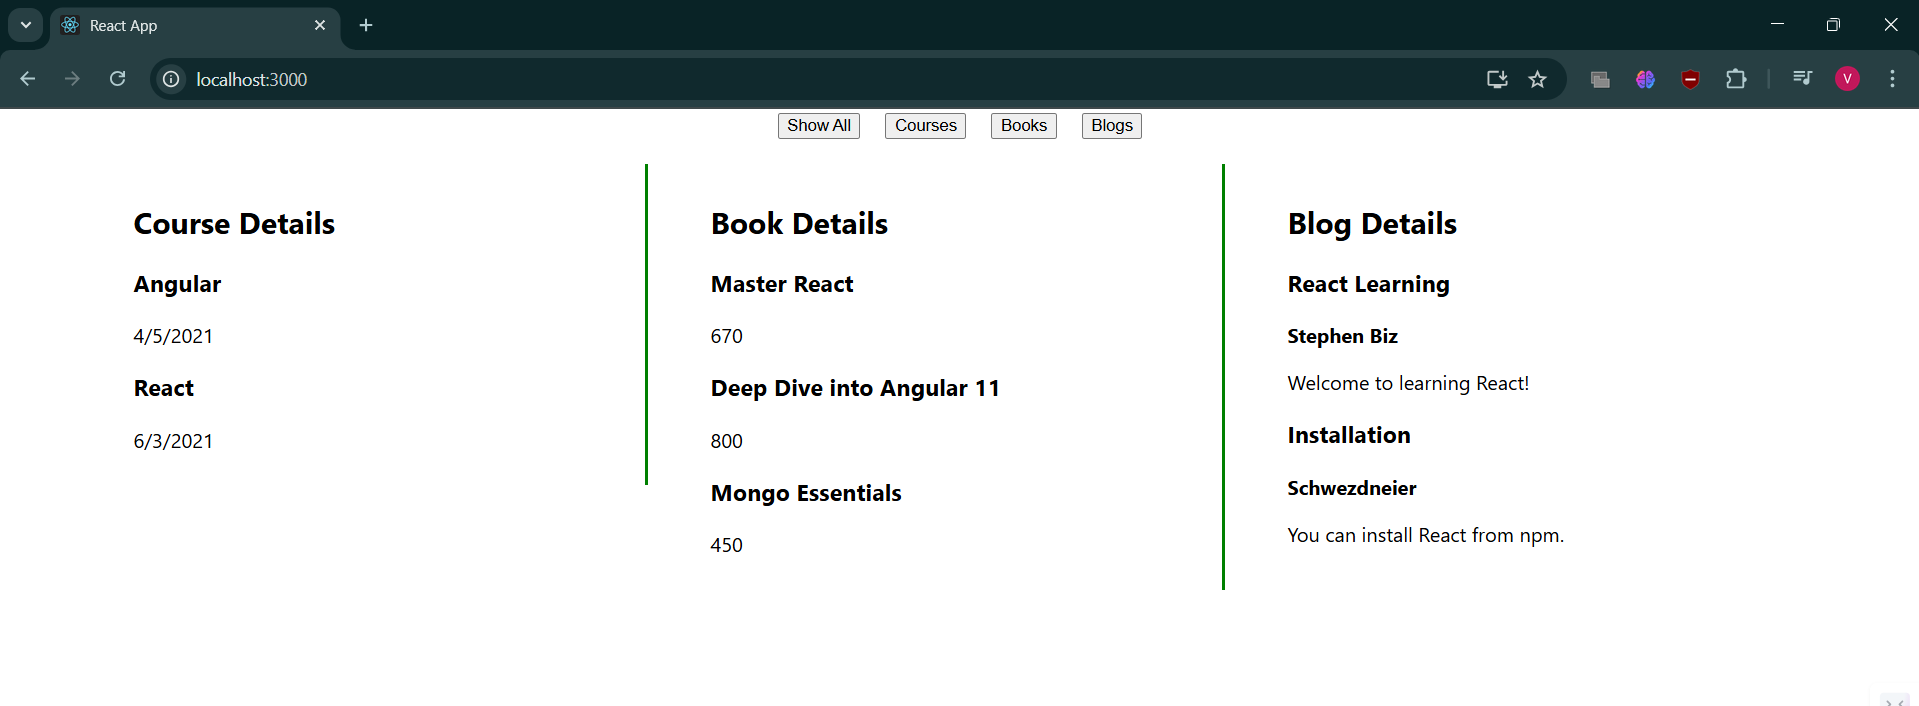 React App
localhost:3000
V
Show All Courses Books Blogs
Course Details
Angular
4/5/2021
React
6/3/2021
Book Details
Master React
670
Deep Dive into Angular 11
800
Mongo Essentials
450
Blog Details
React Learning
Stephen Biz
Welcome to learning React!
Installation
Schwezdneier
You can install React from npm.